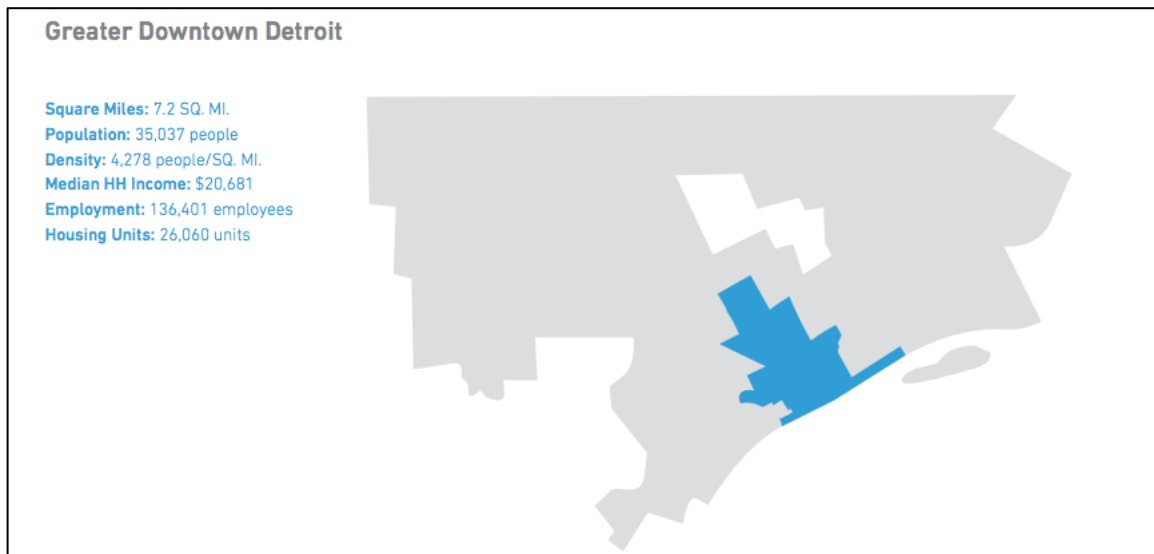 Greater Downtown Detroit
Square Miles: 7.2 SQ. MI.
Population: 35,037 people
Density: 4,278 people/SQ. MI.
Median HH Income: $20,681
Employment: 136,401 employees
Housing Units: 26,060 units